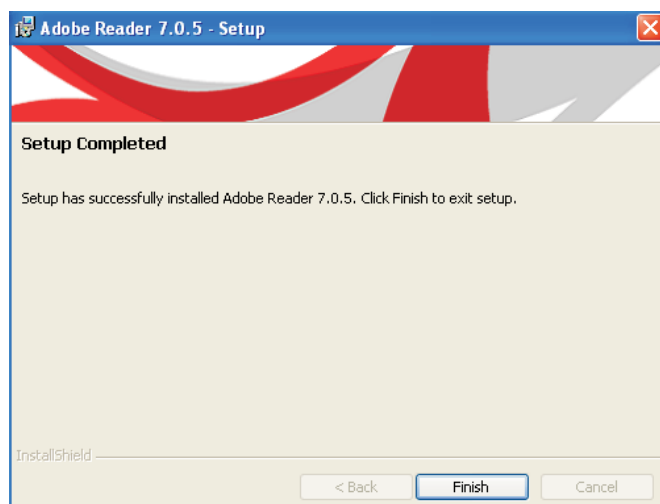 Adobe Reader 7.0.5 - Setup
Setup Completed
Setup has successfully installed Adobe Reader 7.0.5. Click Finish to exit setup.
InstallShield
< Back Finish Cancel